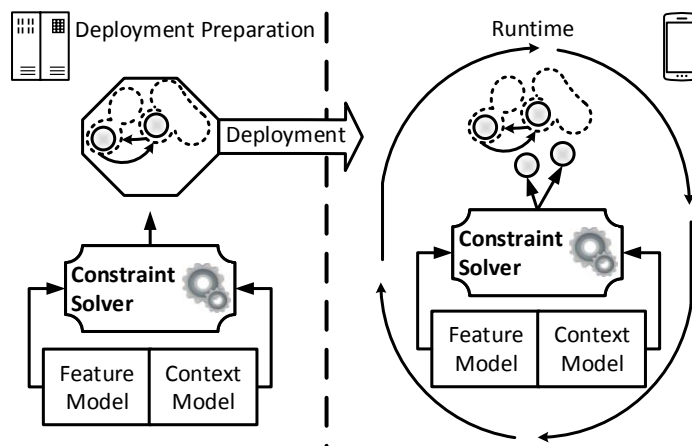 Deployment Preparation
Runtime
Deployment
Constraint
Solver
Feature
Model
Context
Model
Constraint
Solver
Feature
Model
Context
Model